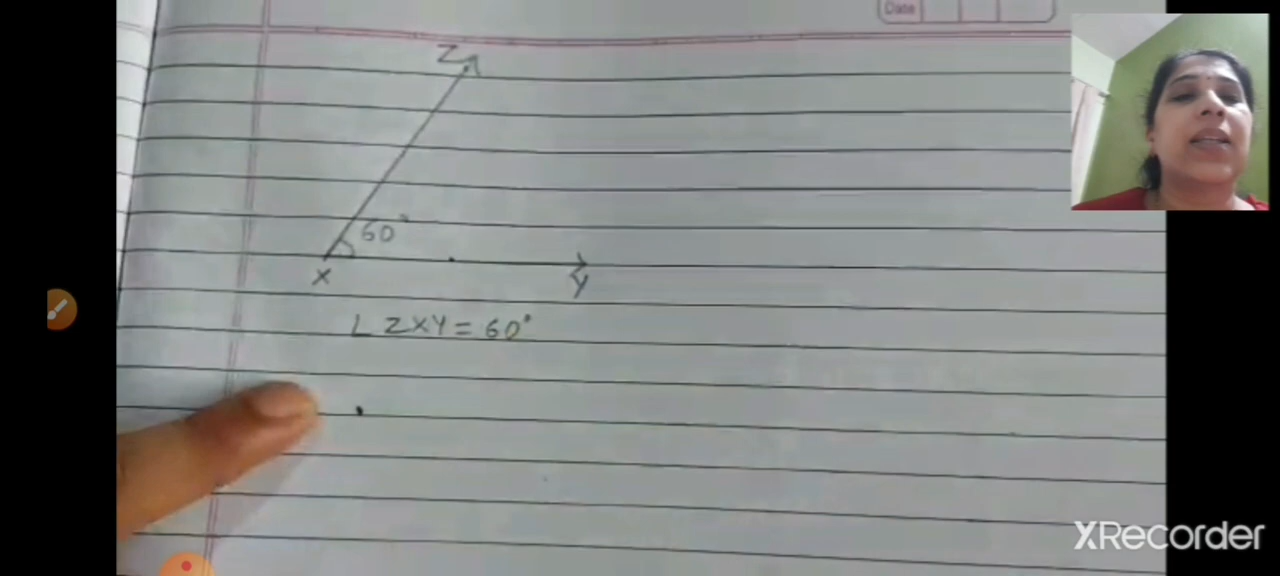 Date
Z
60°
X
Y
∠ZXY = 60°
XRecorder